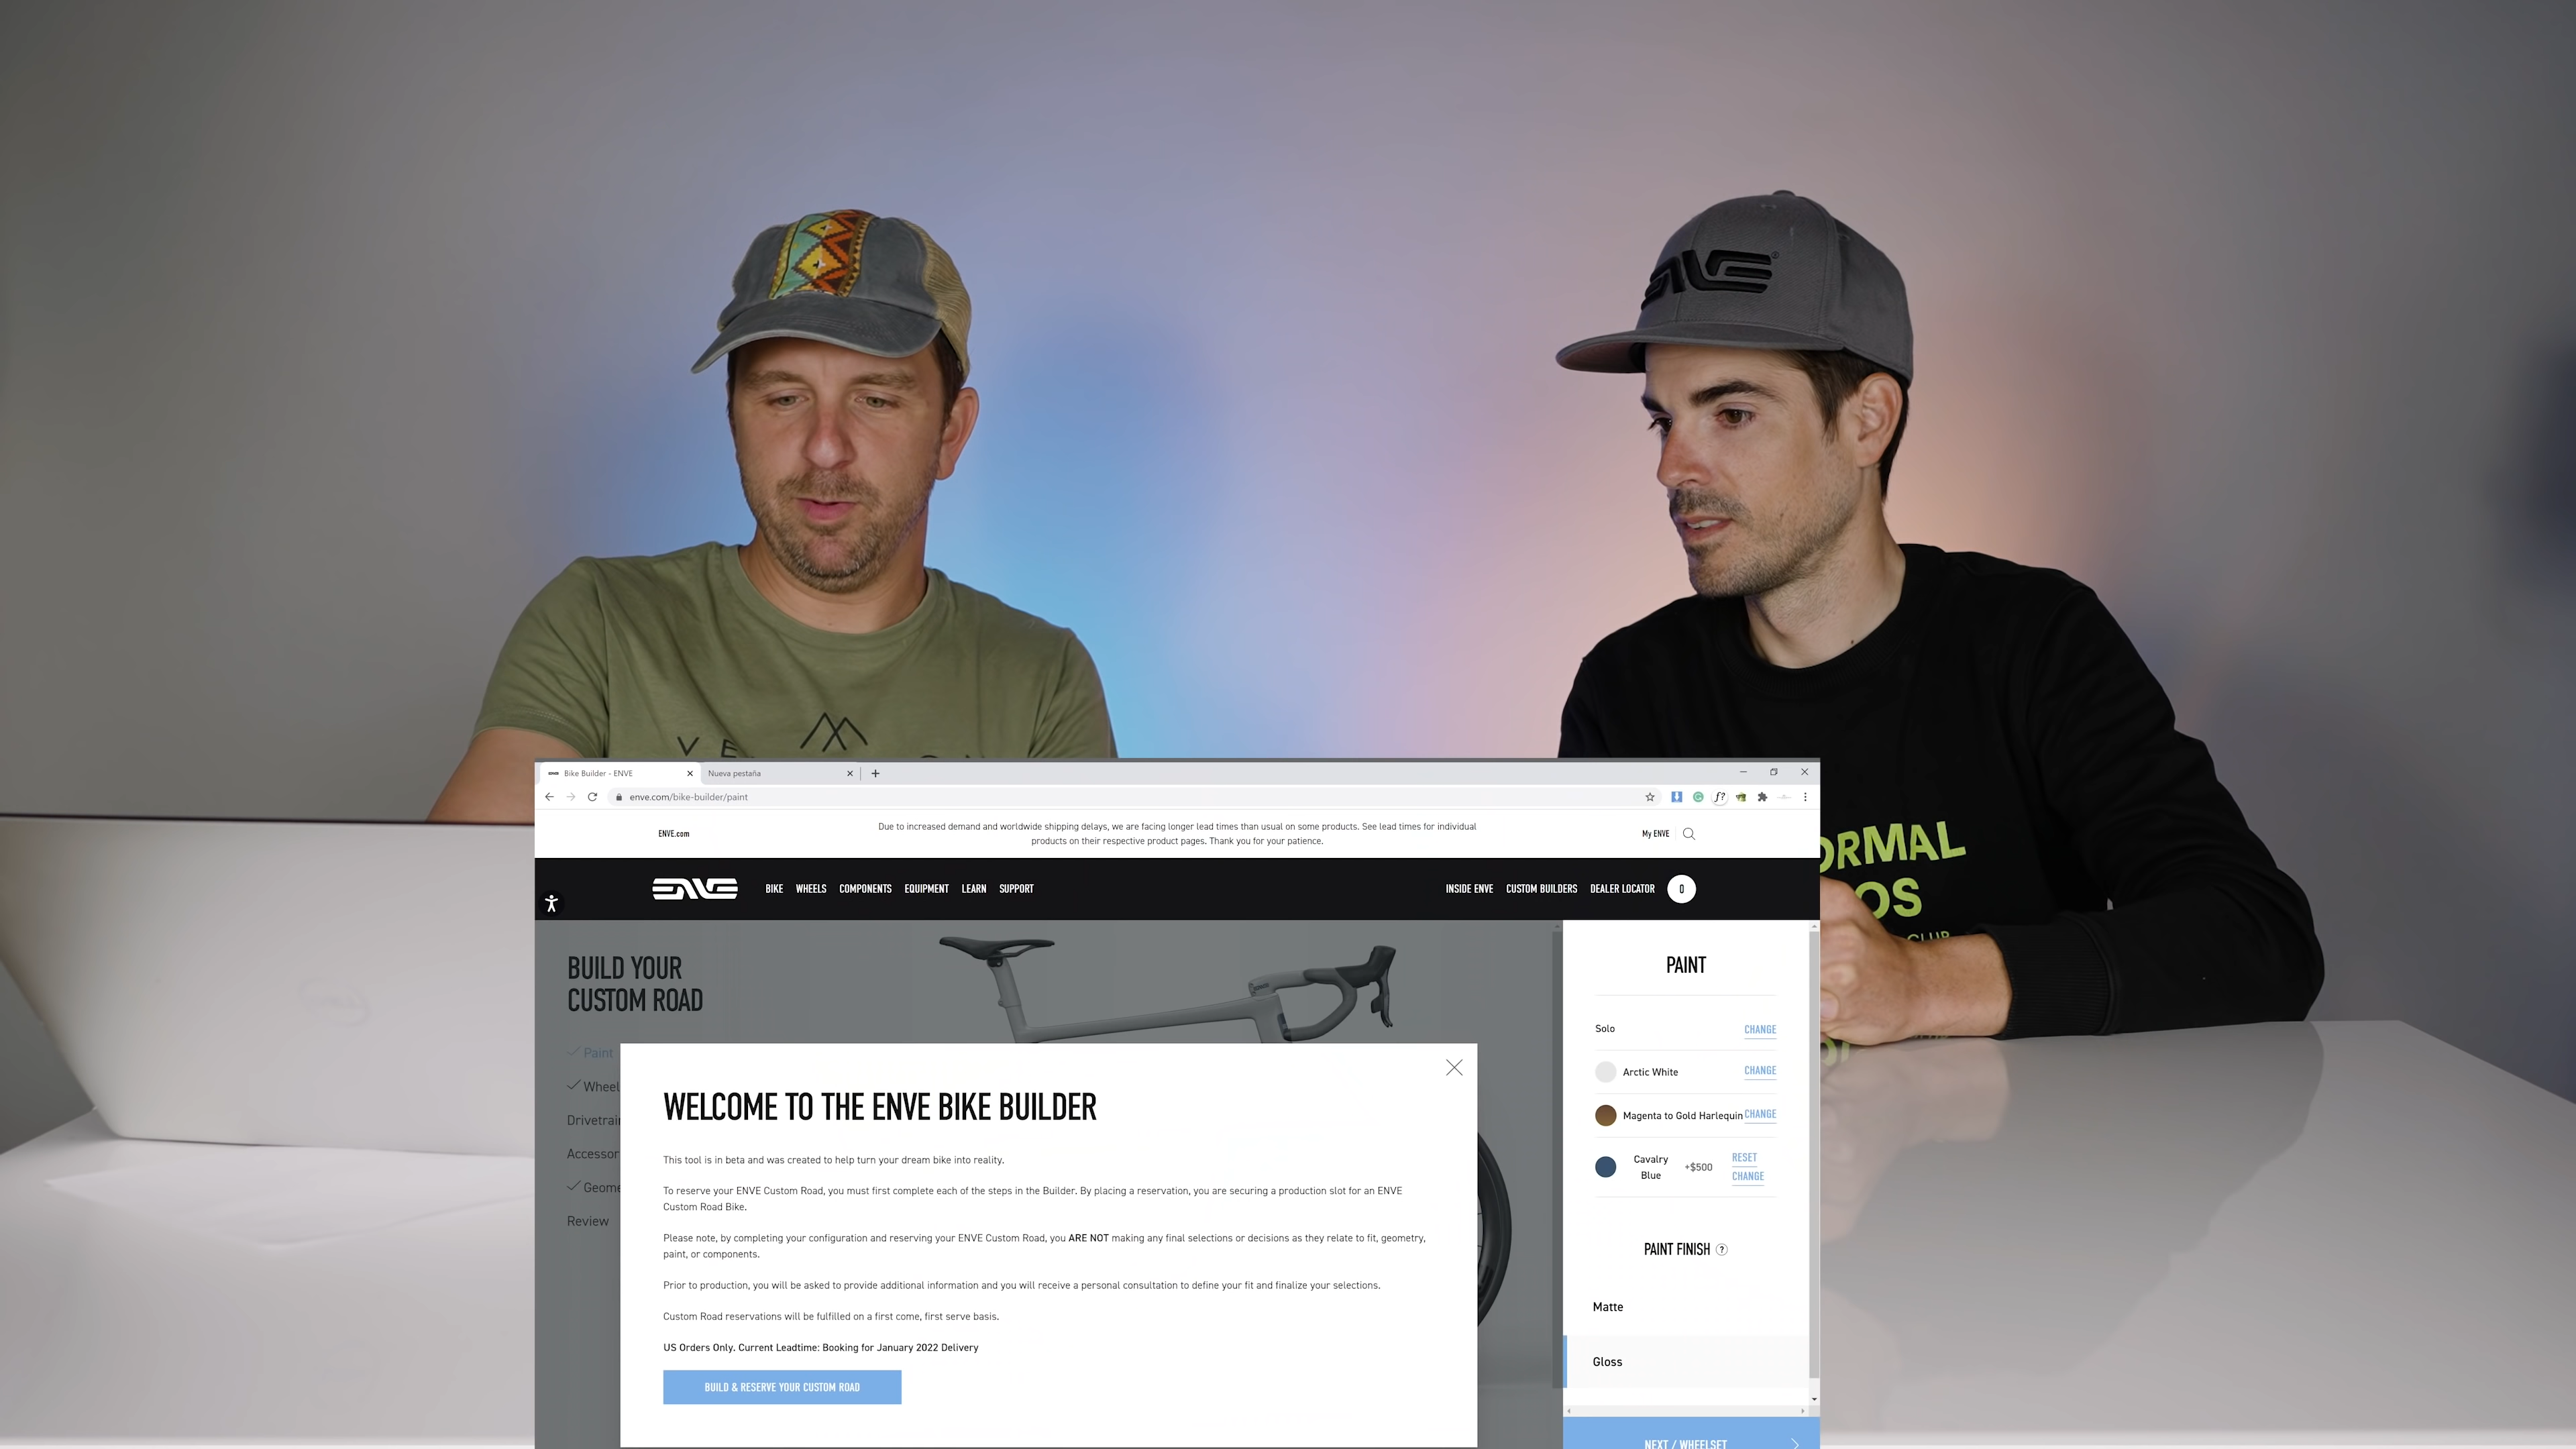 ENVE
V E
Bike Builder - ENVE
Nueva pestaña
enve.com/bike-builder/paint
ENVE.com
Due to increased demand and worldwide shipping delays, we are facing longer lead times than usual on some products. See lead times for individual
products on their respective product pages. Thank you for your patience.
My ENVE
ENVE
BIKE WHEELS COMPONENTS EQUIPMENT LEARN SUPPORT
INSIDE ENVE CUSTOM BUILDERS DEALER LOCATOR 0
BUILD YOUR
CUSTOM ROAD
Paint
Wheel
Drivetrai
Accessor
Geome
Review
WELCOME TO THE ENVE BIKE BUILDER
This tool is in beta and was created to help turn your dream bike into reality.
To reserve your ENVE Custom Road, you must first complete each of the steps in the Builder. By placing a reservation, you are securing a production slot for an ENVE
Custom Road Bike.
Please note, by completing your configuration and reserving your ENVE Custom Road, you ARE NOT making any final selections or decisions as they relate to fit, geometry,
paint, or components.
Prior to production, you will be asked to provide additional information and you will receive a personal consultation to define your fit and finalize your selections.
Custom Road reservations will be fulfilled on a first come, first serve basis.
US Orders Only. Current Leadtime: Booking for January 2022 Delivery
BUILD & RESERVE YOUR CUSTOM ROAD
PAINT
Solo CHANGE
Arctic White CHANGE
Magenta to Gold Harlequin CHANGE
Cavalry
Blue
+$500
RESET
CHANGE
PAINT FINISH ?
Matte
Gloss
NEXT / WHEELSET
ORMAL
OS
CLUB